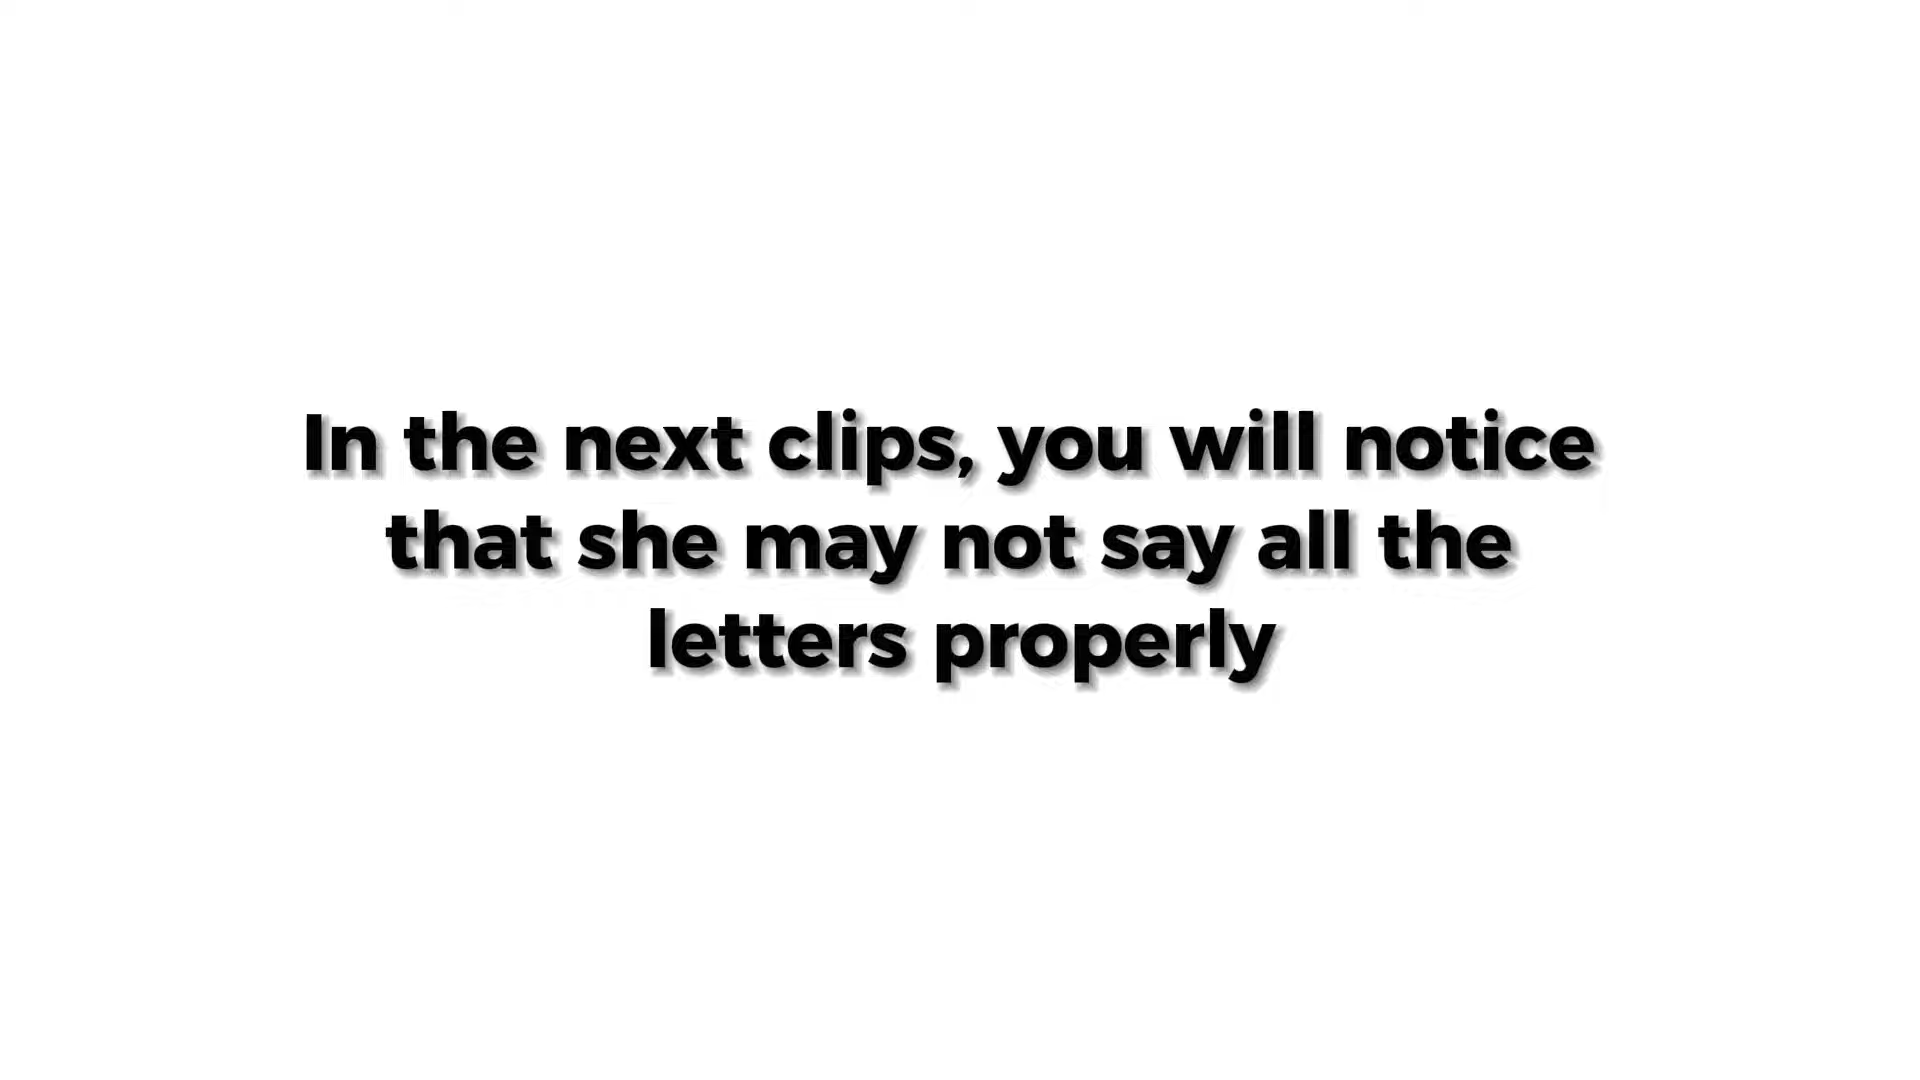 In the next clips, you will notice
that she may not say all the
letters properly